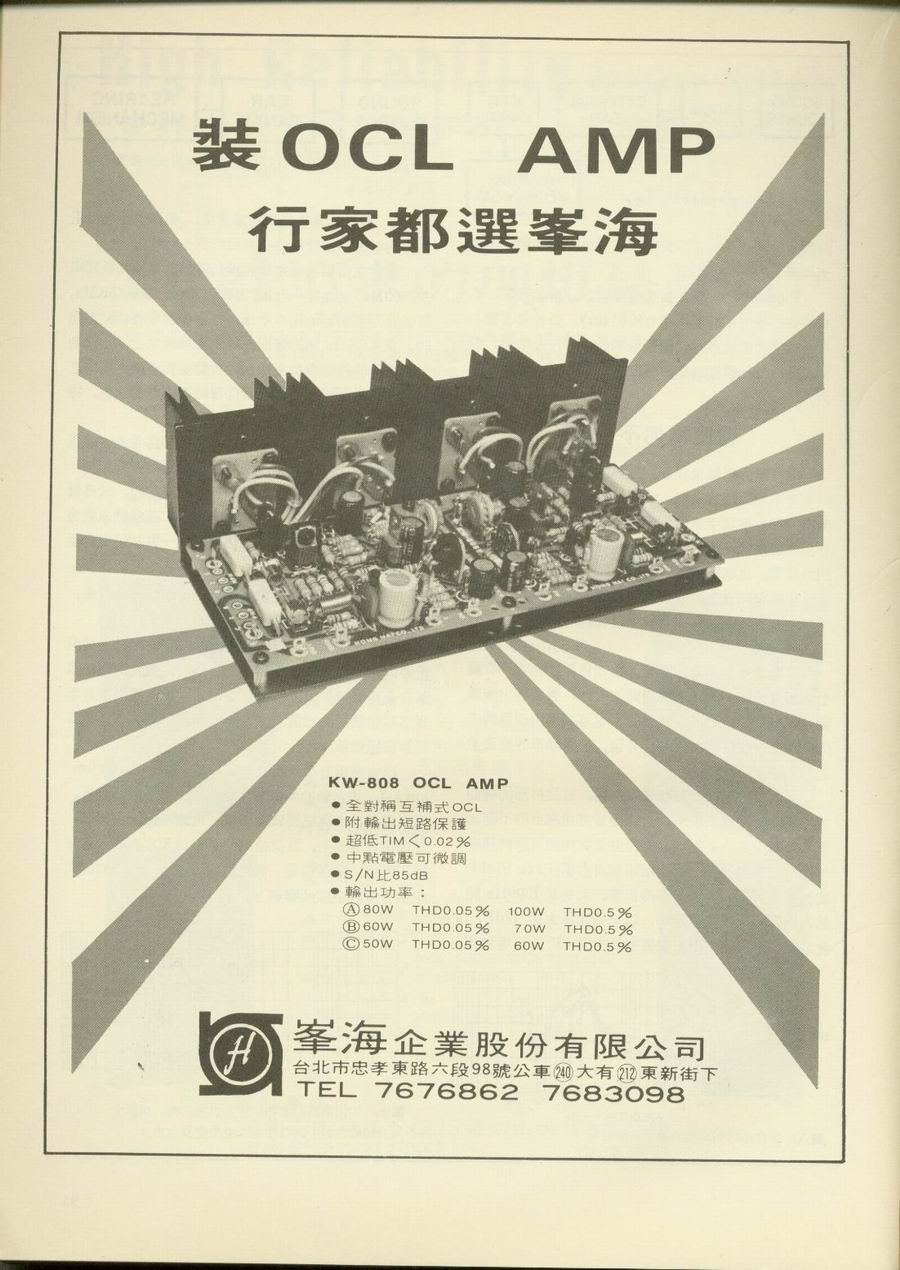 裝OCL AMP
行家都選峯海
KW-808 OCL AMP
●全對稱互補式OCL
●附輸出短路保護
●超低TIM＜0.02%
●中點電壓可微調
●S/N比85dB
●輸出功率：
Ⓐ80W THD0.05% 100W THD0.5%
Ⓑ60W THD0.05% 70W THD0.5%
Ⓒ50W THD0.05% 60W THD0.5%
H
峯海企業股份有限公司
台北市忠孝東路六段98號公車240大有212東新街下
TEL 7676862 7683098